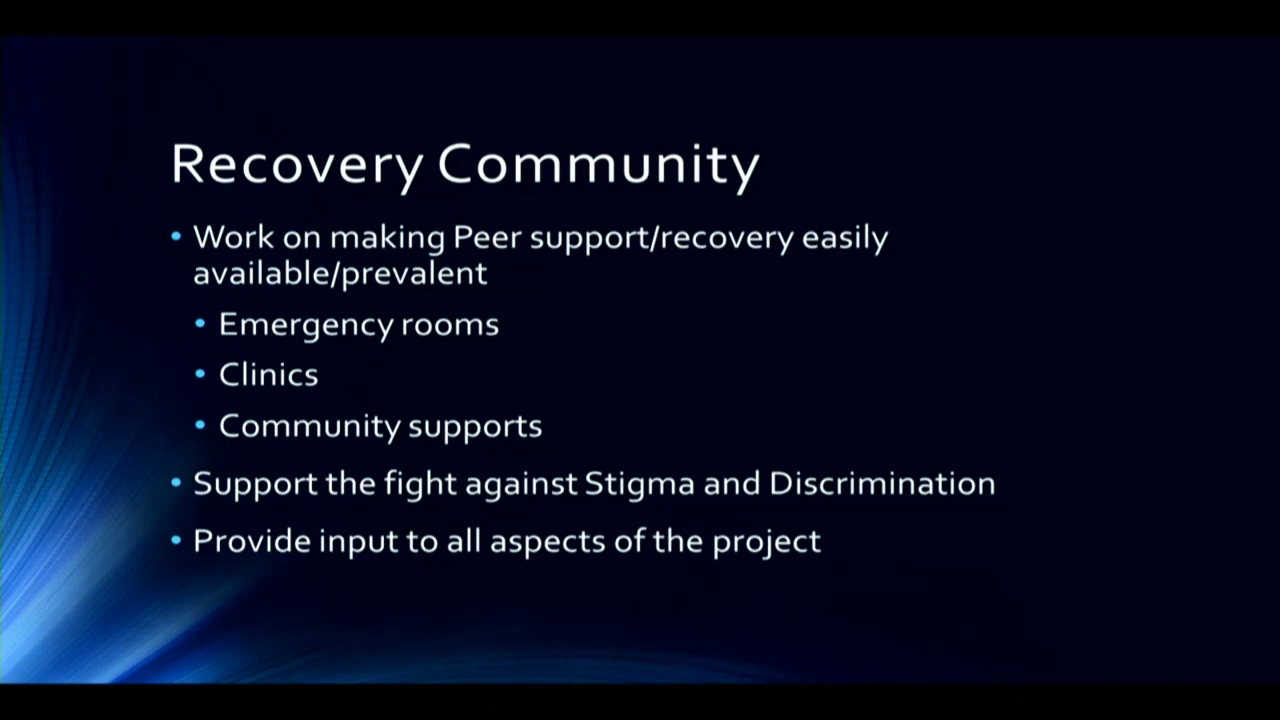 Recovery Community
• Work on making Peer support/recovery easily
available/prevalent
• Emergency rooms
• Clinics
• Community supports
• Support the fight against Stigma and Discrimination
• Provide input to all aspects of the project